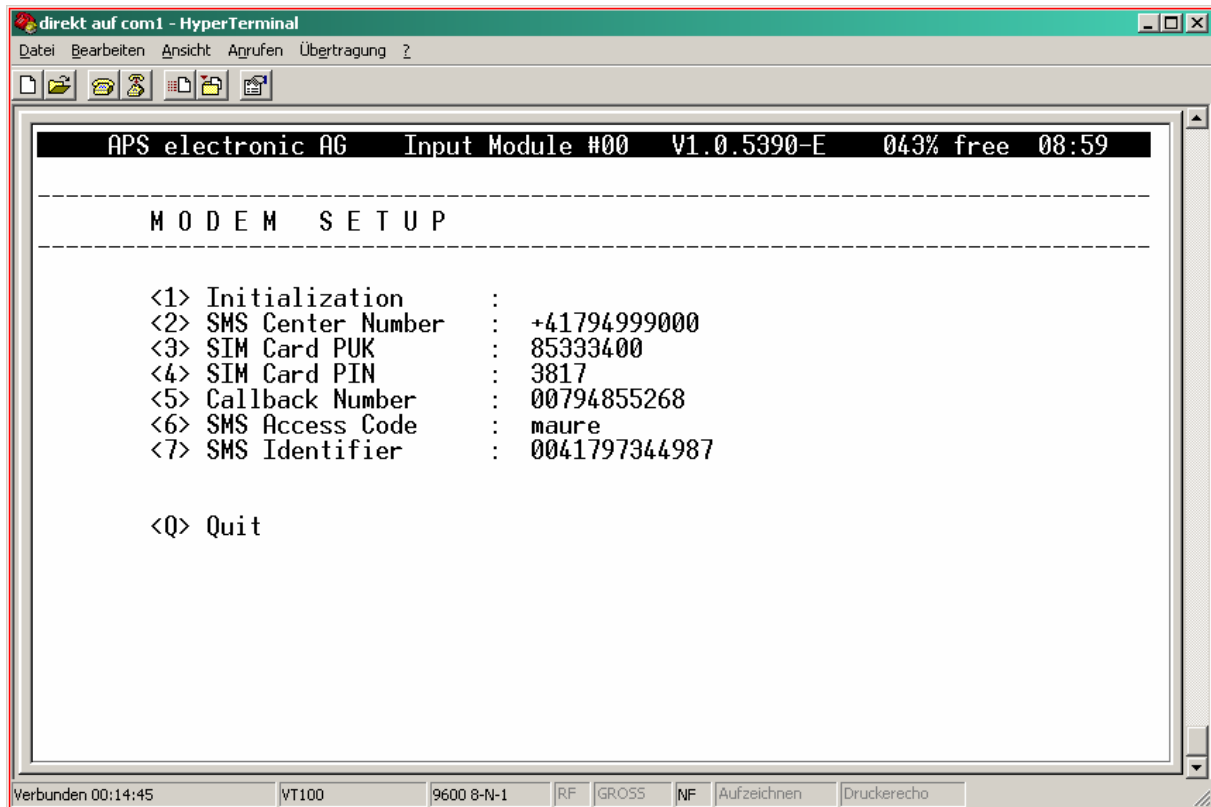 direkt auf com1 - HyperTerminal
Datei Bearbeiten Ansicht Anrufen Übertragung ?
APS electronic AG Input Module #00 V1.0.5390-E 043% free 08:59
M O D E M S E T U P
<1> Initialization :
<2> SMS Center Number : +41794999000
<3> SIM Card PUK : 85333400
<4> SIM Card PIN : 3817
<5> Callback Number : 00794855268
<6> SMS Access Code : maure
<7> SMS Identifier : 0041797344987
<Q> Quit
Verbunden 00:14:45 VT100 9600 8-N-1 RF GROSS NF Aufzeichnen Druckerecho